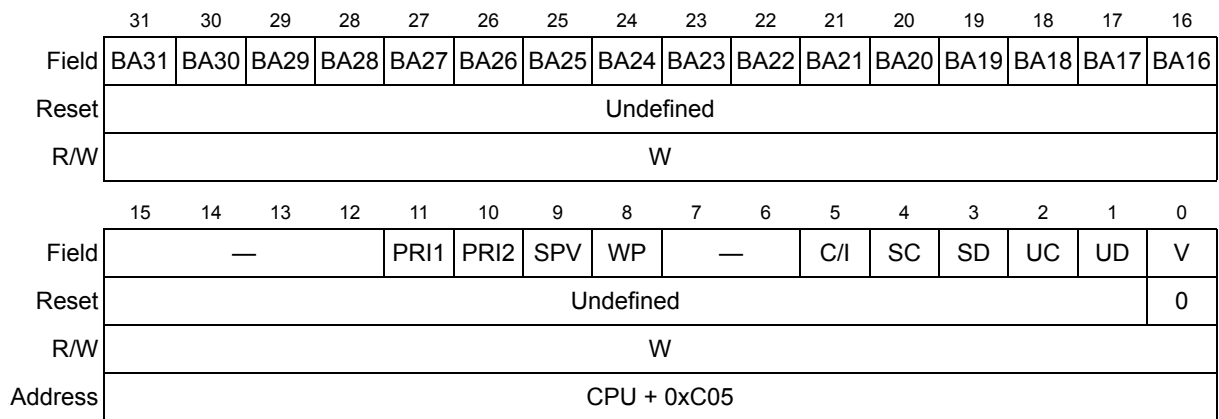 31 30 29 28 27 26 25 24 23 22 21 20 19 18 17 16
Field BA31 BA30 BA29 BA28 BA27 BA26 BA25 BA24 BA23 BA22 BA21 BA20 BA19 BA18 BA17 BA16
Reset Undefined
R/W W
15 14 13 12 11 10 9 8 7 6 5 4 3 2 1 0
Field — PRI1 PRI2 SPV WP — C/I SC SD UC UD V
Reset Undefined 0
R/W W
Address CPU + 0xC05